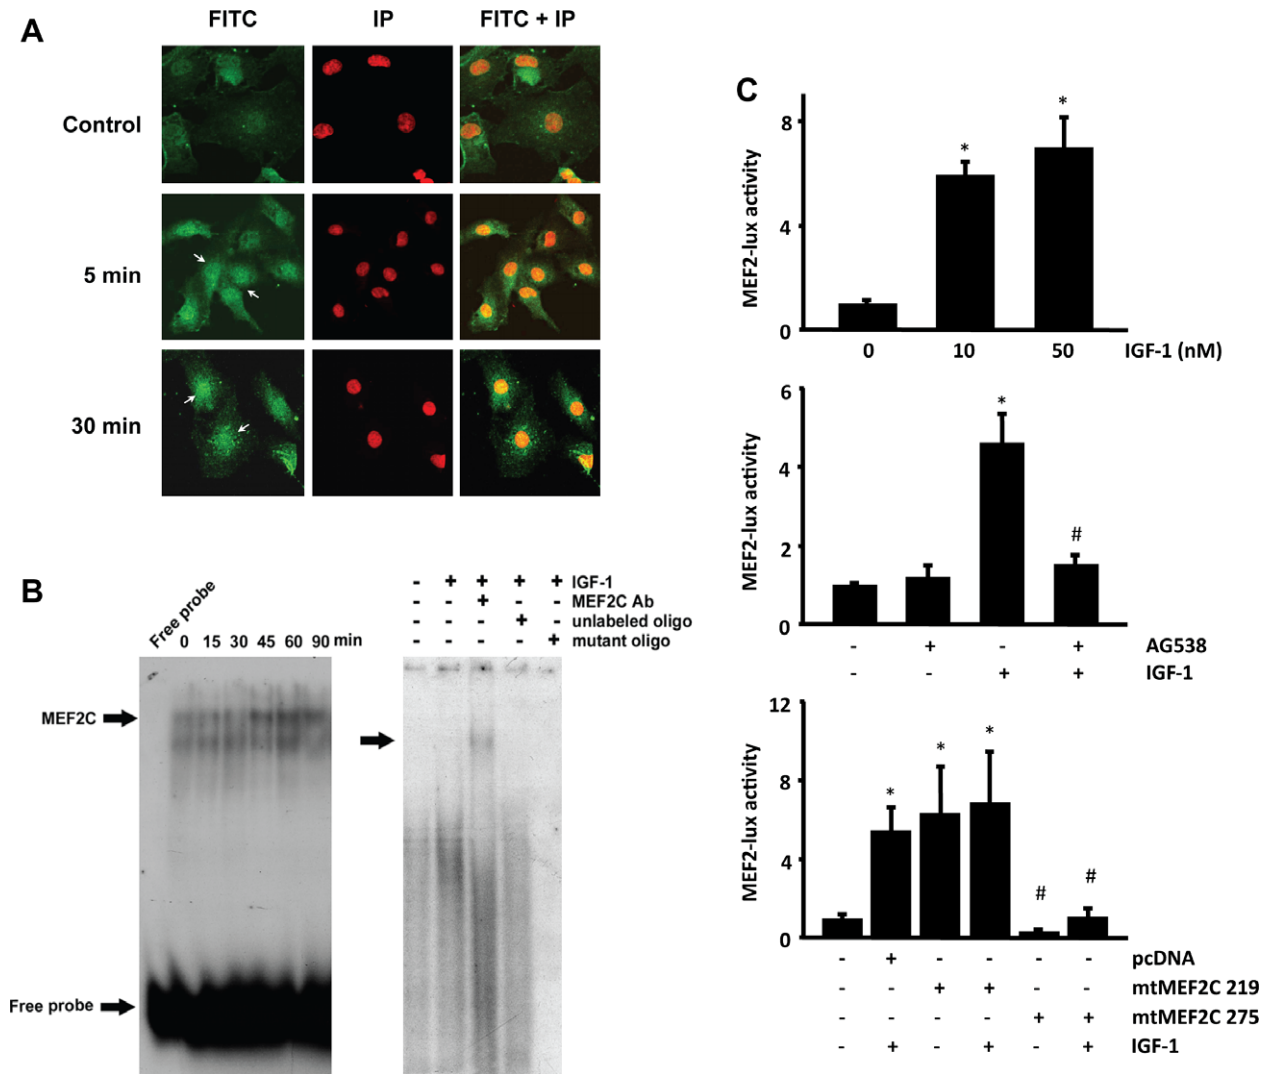 A
FITC IP FITC + IP
Control
5 min
30 min
B
Free probe
0 15 30 45 60 90 min
MEF2C
Free probe
- + + + + IGF-1
- - + - - MEF2C Ab
- - - + - unlabeled oligo
- - - - + mutant oligo
C
MEF2-lux activity
8
4
0
* *
0 10 50 IGF-1 (nM)
MEF2-lux activity
6
4
2
0
* #
- + - + AG538
- - + + IGF-1
MEF2-lux activity
12
8
4
0
* * * # #
- + - - - - pcDNA
- - + + - - mtMEF2C 219
- - - - + + mtMEF2C 275
- + - + - + IGF-1